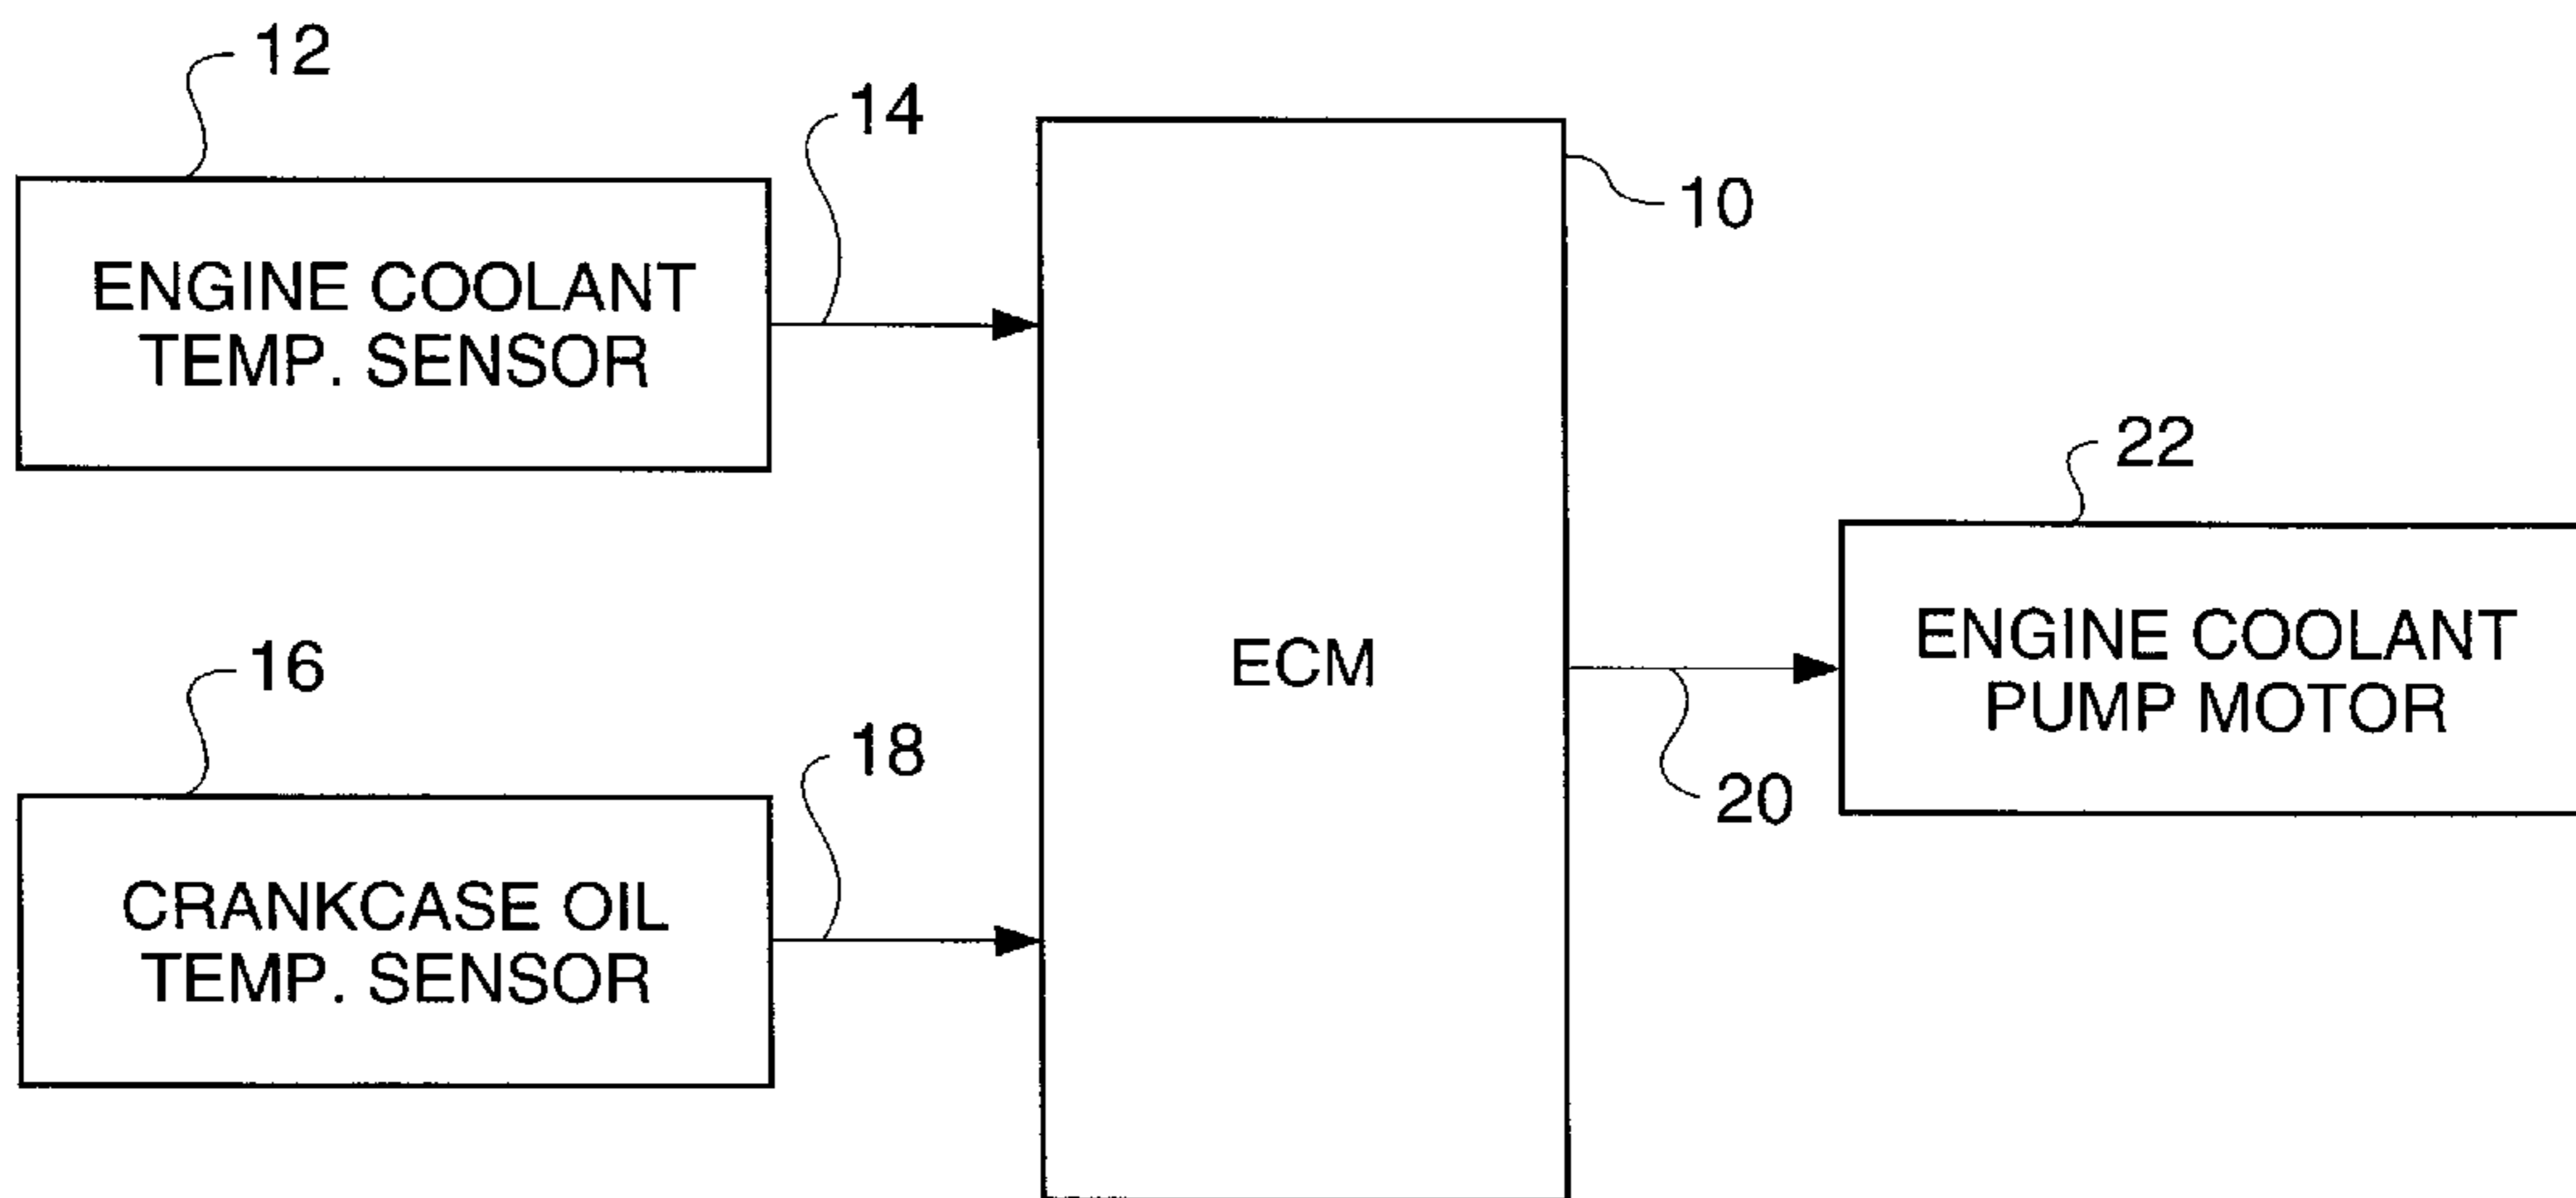 12
14
10
ENGINE COOLANT
TEMP. SENSOR
22
ECM
ENGINE COOLANT
PUMP MOTOR
16
18
20
CRANKCASE OIL
TEMP. SENSOR